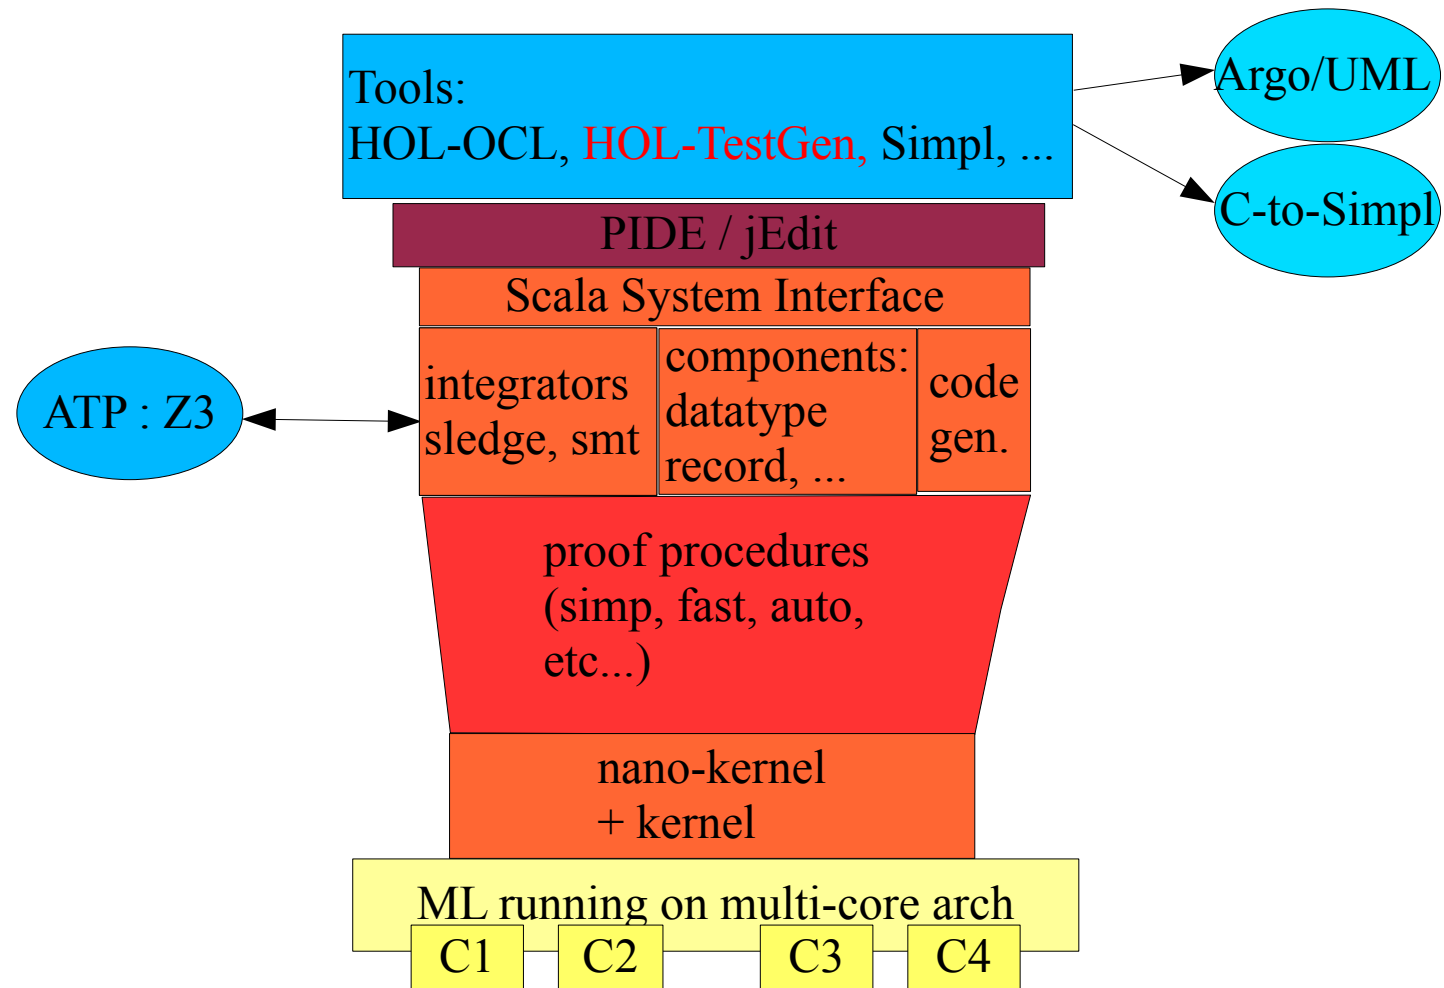 Tools:
HOL-OCL, HOL-TestGen, Simpl, ...
Argo/UML
C-to-Simpl
PIDE / jEdit
Scala System Interface
ATP : Z3
integrators
sledge, smt
components:
datatype
record, ...
code
gen.
proof procedures
(simp, fast, auto,
etc...)
nano-kernel
+ kernel
ML running on multi-core arch
C1
C2
C3
C4